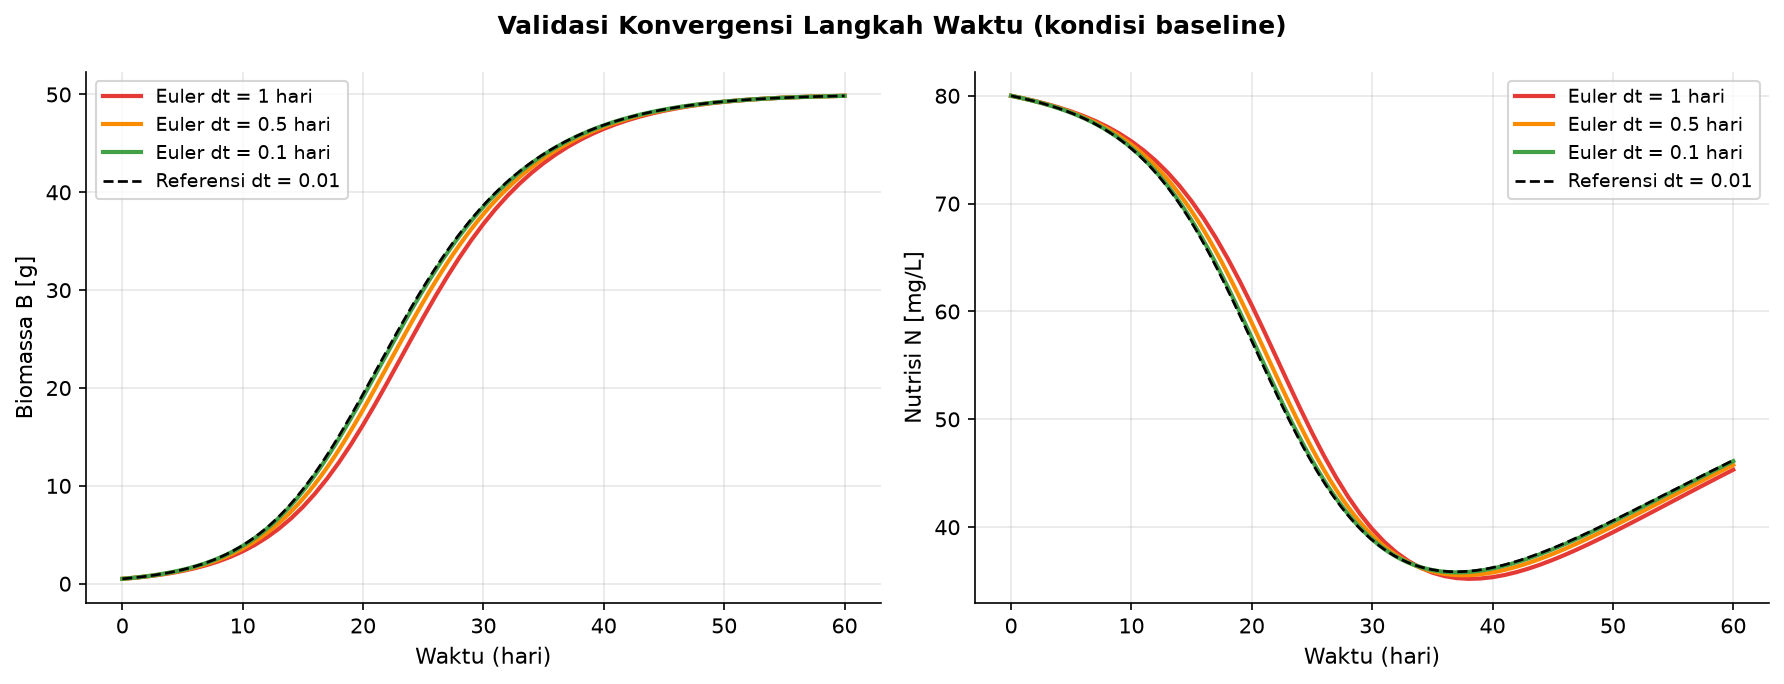 Validasi Konvergensi Langkah Waktu (kondisi baseline)
Euler dt = 1 hari
Euler dt = 0.5 hari
Euler dt = 0.1 hari
Referensi dt = 0.01
Biomassa B [g]
50
40
30
20
10
0
0 10 20 30 40 50 60
Waktu (hari)
Euler dt = 1 hari
Euler dt = 0.5 hari
Euler dt = 0.1 hari
Referensi dt = 0.01
Nutrisi N [mg/L]
80
70
60
50
40
0 10 20 30 40 50 60
Waktu (hari)